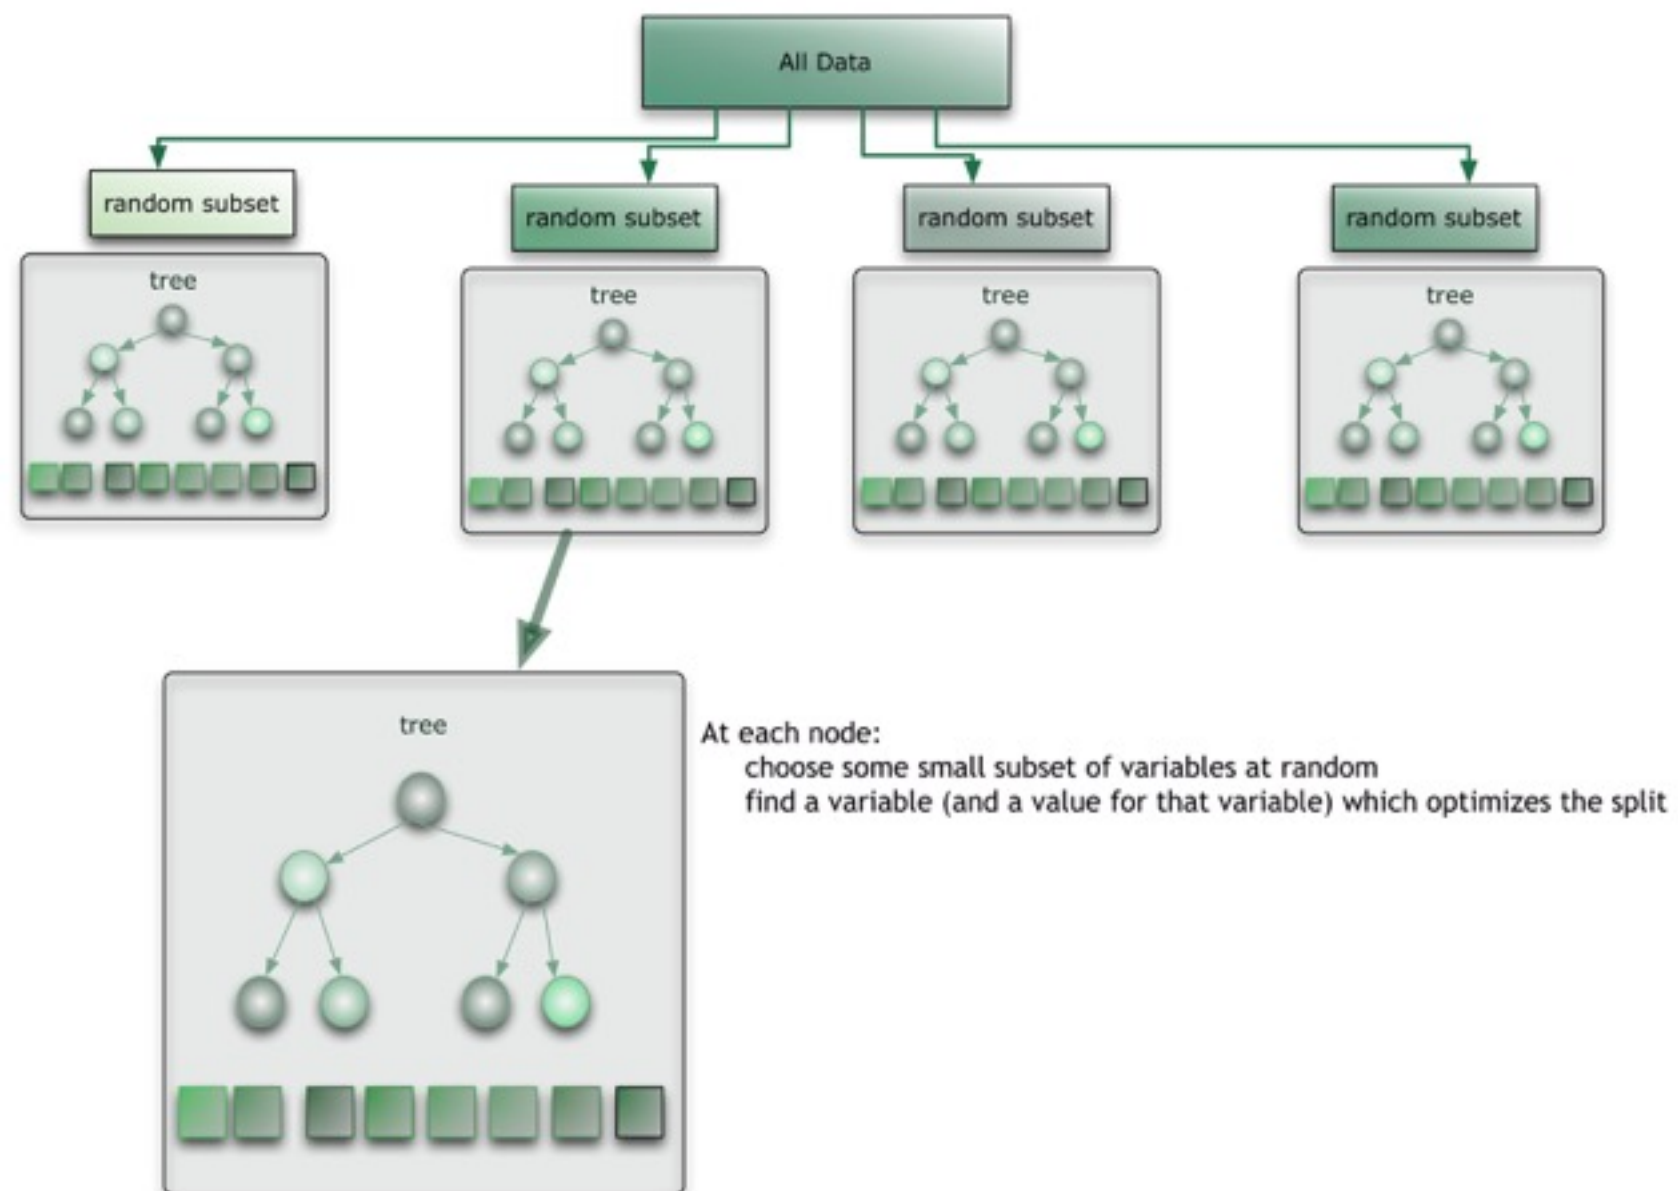 All Data
random subset
random subset
random subset
random subset
tree
tree
tree
tree
tree
At each node:
choose some small subset of variables at random
find a variable (and a value for that variable) which optimizes the split